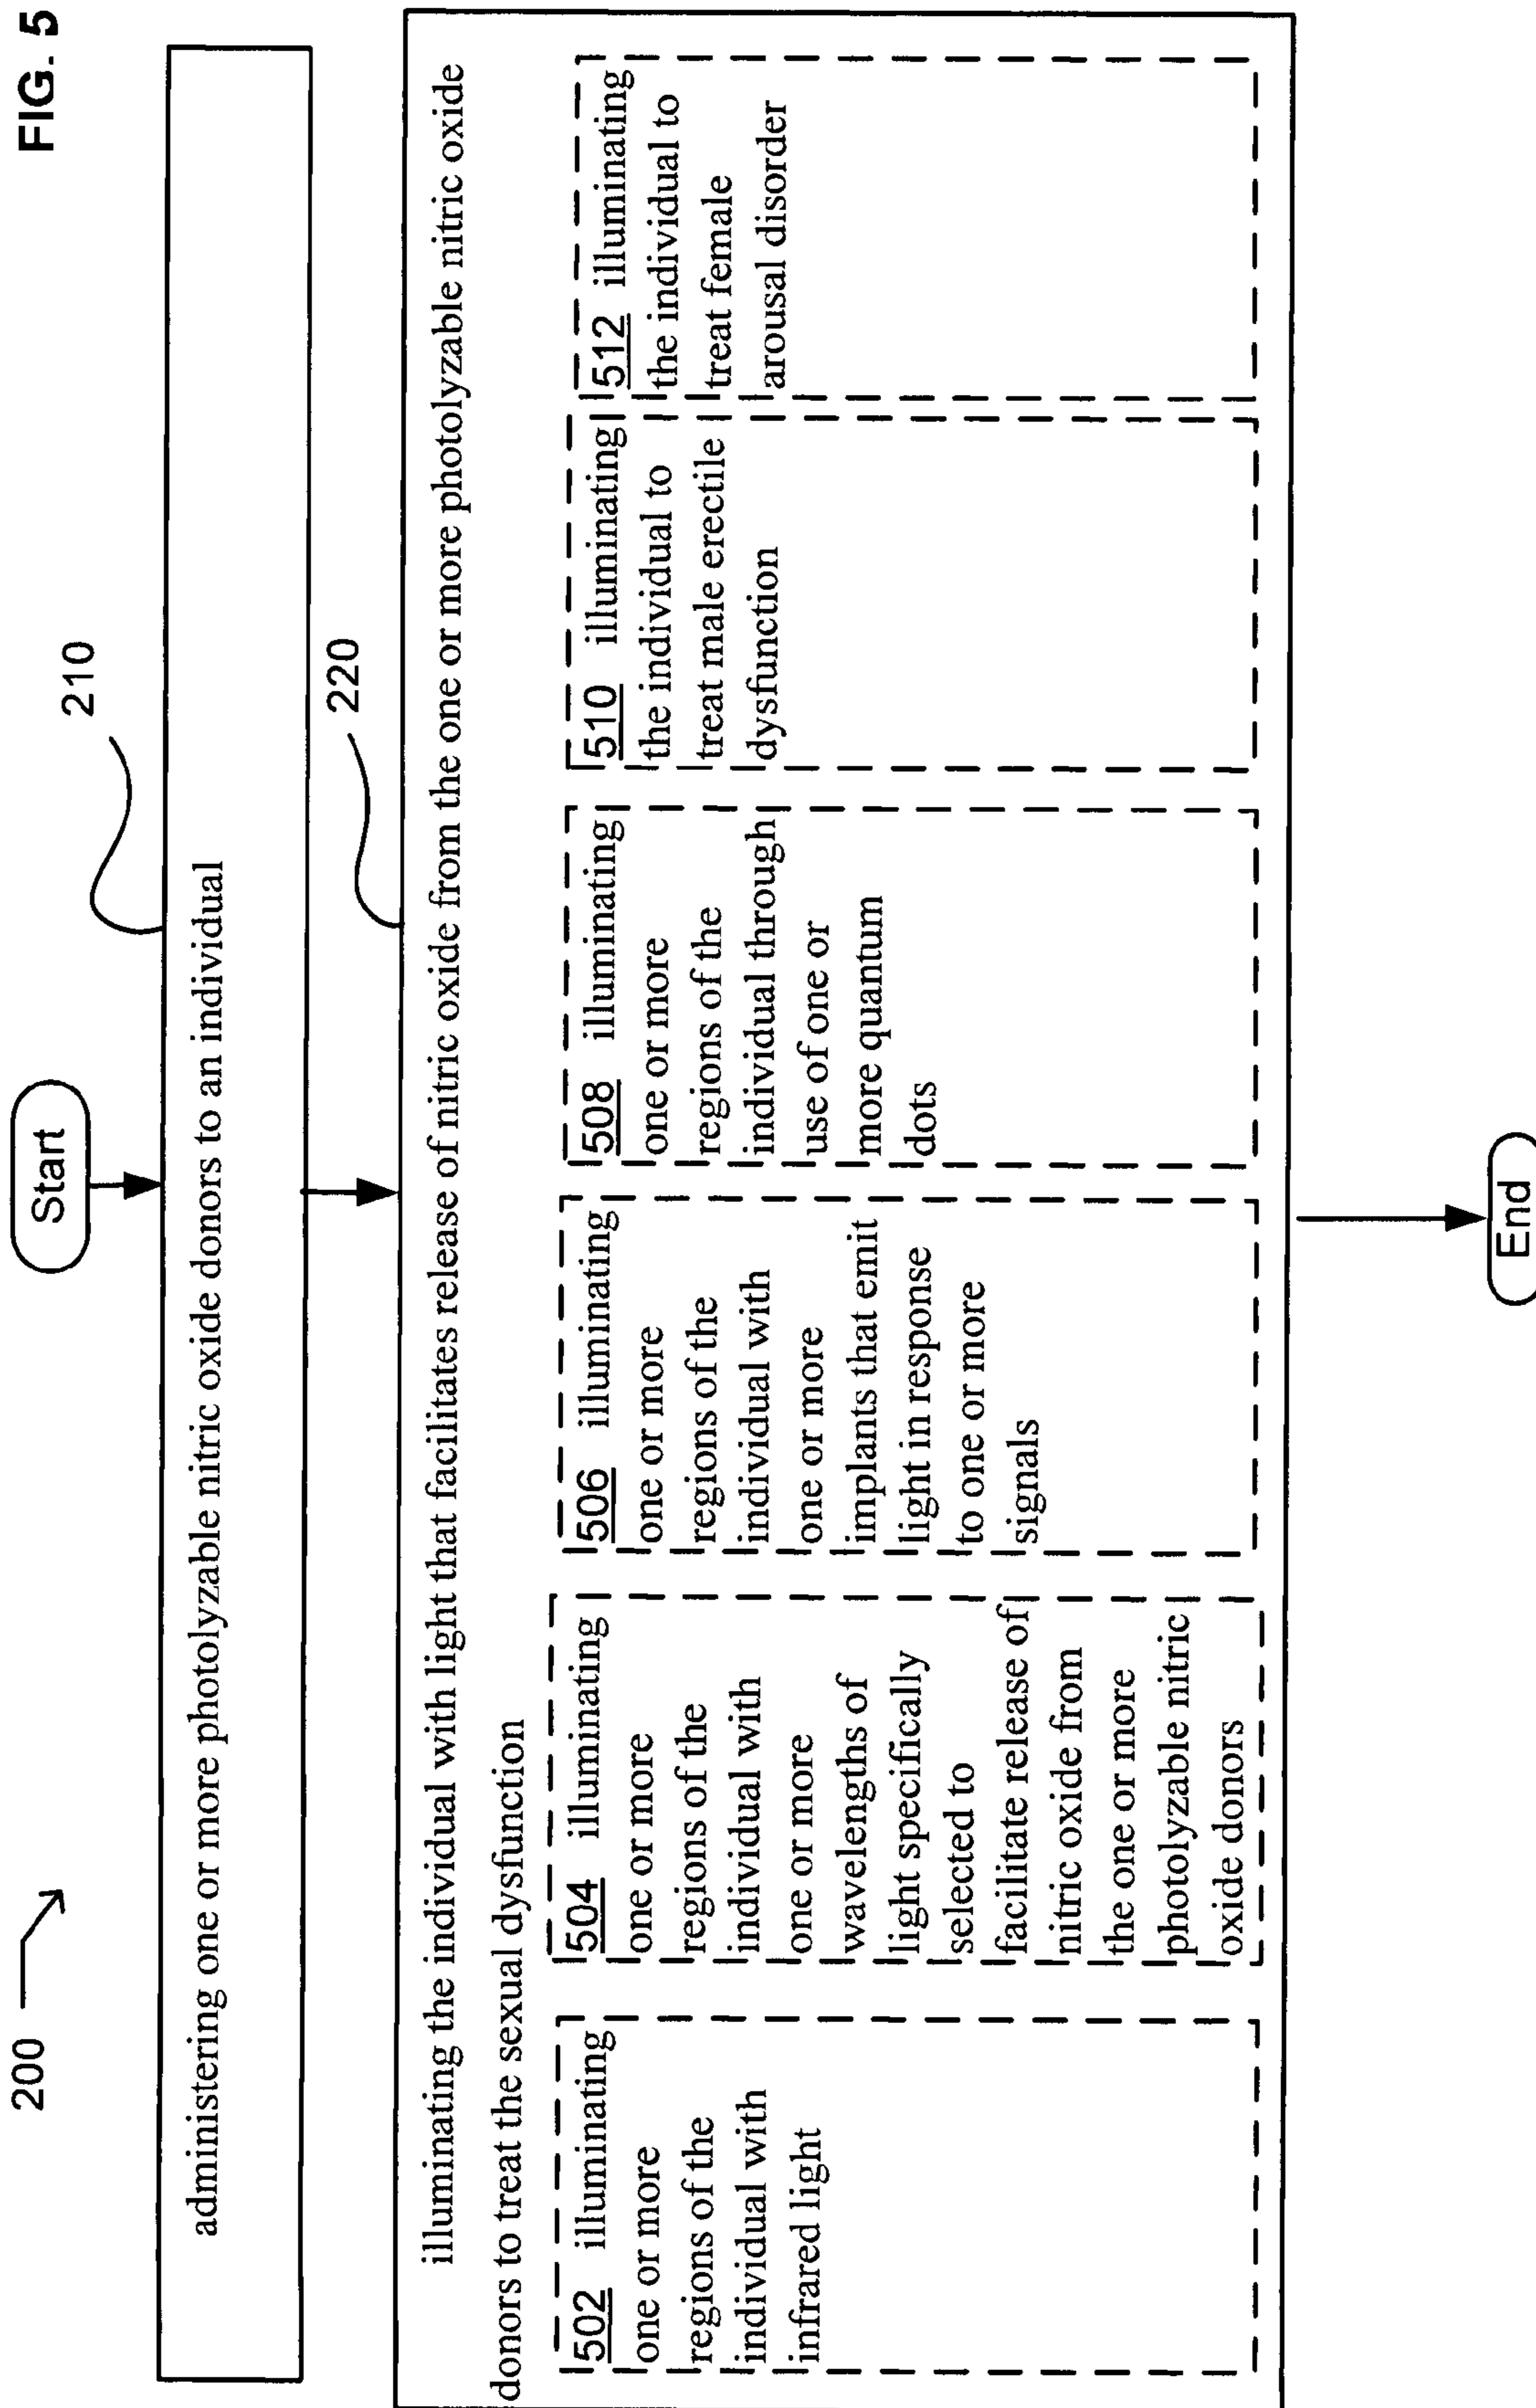 FIG. 5
200
Start
210
administering one or more photolyzable nitric oxide donors to an individual
220
illuminating the individual with light that facilitates release of nitric oxide from the one or more photolyzable nitric oxide
donors to treat the sexual dysfunction
502 illuminating
one or more
regions of the
individual with
infrared light
504 illuminating
one or more
regions of the
individual with
one or more
wavelengths of
light specifically
selected to
facilitate release of
nitric oxide from
the one or more
photolyzable nitric
oxide donors
506 illuminating
one or more
regions of the
individual with
one or more
implants that emit
light in response
to one or more
signals
508 illuminating
one or more
regions of the
individual through
use of one or
more quantum
dots
510 illuminating
the individual to
treat male erectile
dysfunction
512 illuminating
the individual to
treat female
arousal disorder
End